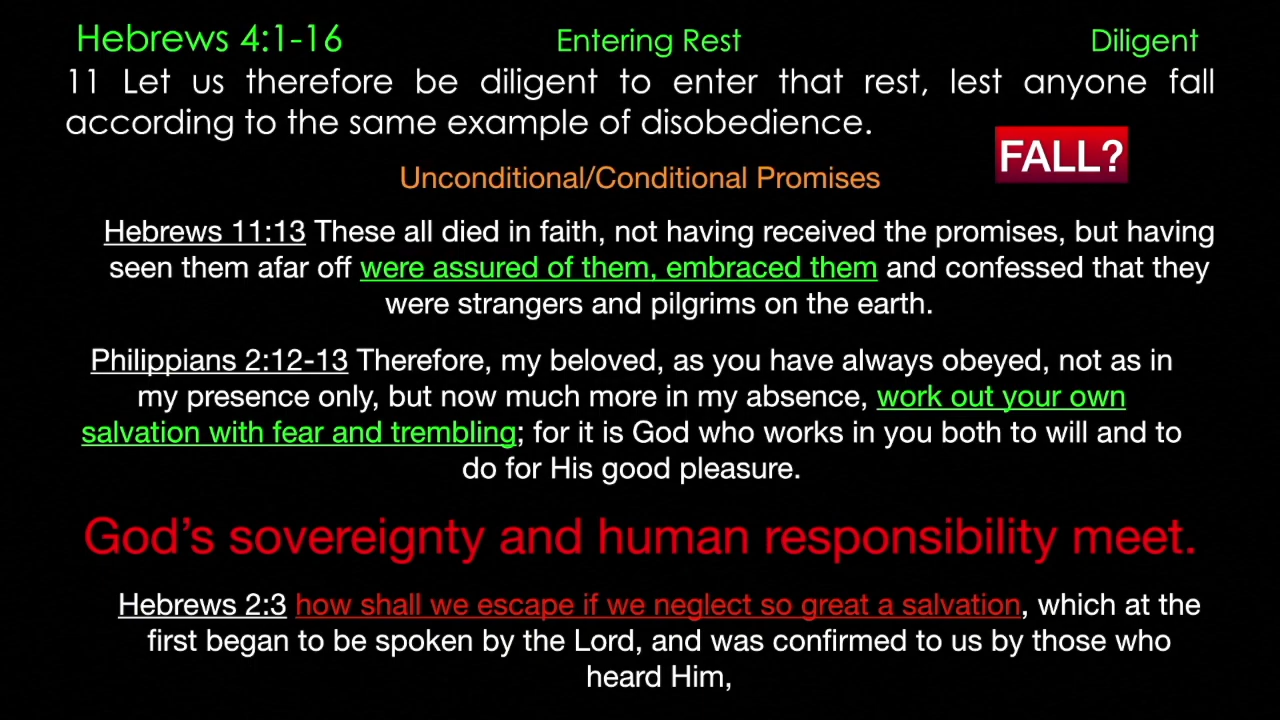 Hebrews 4:1-16 Entering Rest Diligent
11 Let us therefore be diligent to enter that rest, lest anyone fall
according to the same example of disobedience.
FALL?
Unconditional/Conditional Promises
Hebrews 11:13 These all died in faith, not having received the promises, but having
seen them afar off were assured of them, embraced them and confessed that they
were strangers and pilgrims on the earth.
Philippians 2:12-13 Therefore, my beloved, as you have always obeyed, not as in
my presence only, but now much more in my absence, work out your own
salvation with fear and trembling; for it is God who works in you both to will and to
do for His good pleasure.
God’s sovereignty and human responsibility meet.
Hebrews 2:3 how shall we escape if we neglect so great a salvation, which at the
first began to be spoken by the Lord, and was confirmed to us by those who
heard Him,